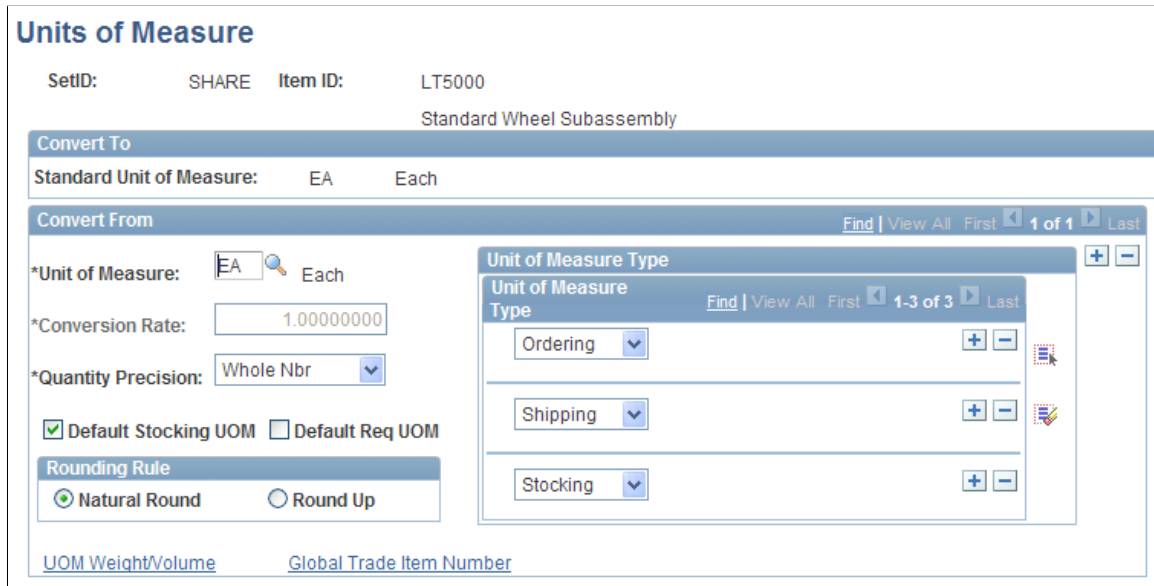 Units of Measure
SetID: SHARE Item ID: LT5000
Standard Wheel Subassembly
Convert To
Standard Unit of Measure: EA Each
Convert From Find | View All First 1 of 1 Last
*Unit of Measure: EA Each
*Conversion Rate: 1.00000000
*Quantity Precision: Whole Nbr
Default Stocking UOM Default Req UOM
Rounding Rule
Natural Round Round Up
Unit of Measure Type
Unit of Measure Type Find | View All First 1-3 of 3 Last
Ordering
Shipping
Stocking
UOM Weight/Volume Global Trade Item Number